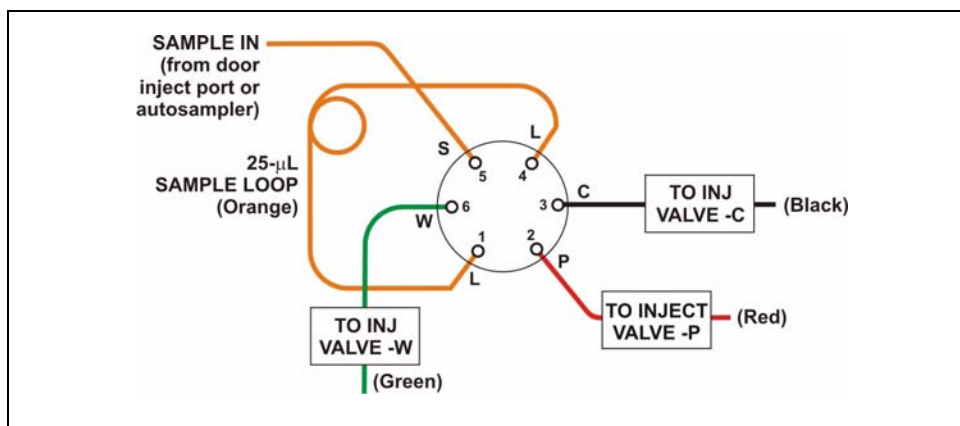 SAMPLE IN
(from door
inject port or
autosampler)
25-μL
SAMPLE LOOP
(Orange)
S
L
5
4
C
3
TO INJ
VALVE -C
(Black)
6
W
1
2
L
P
TO INJECT
VALVE -P
(Red)
TO INJ
VALVE -W
(Green)